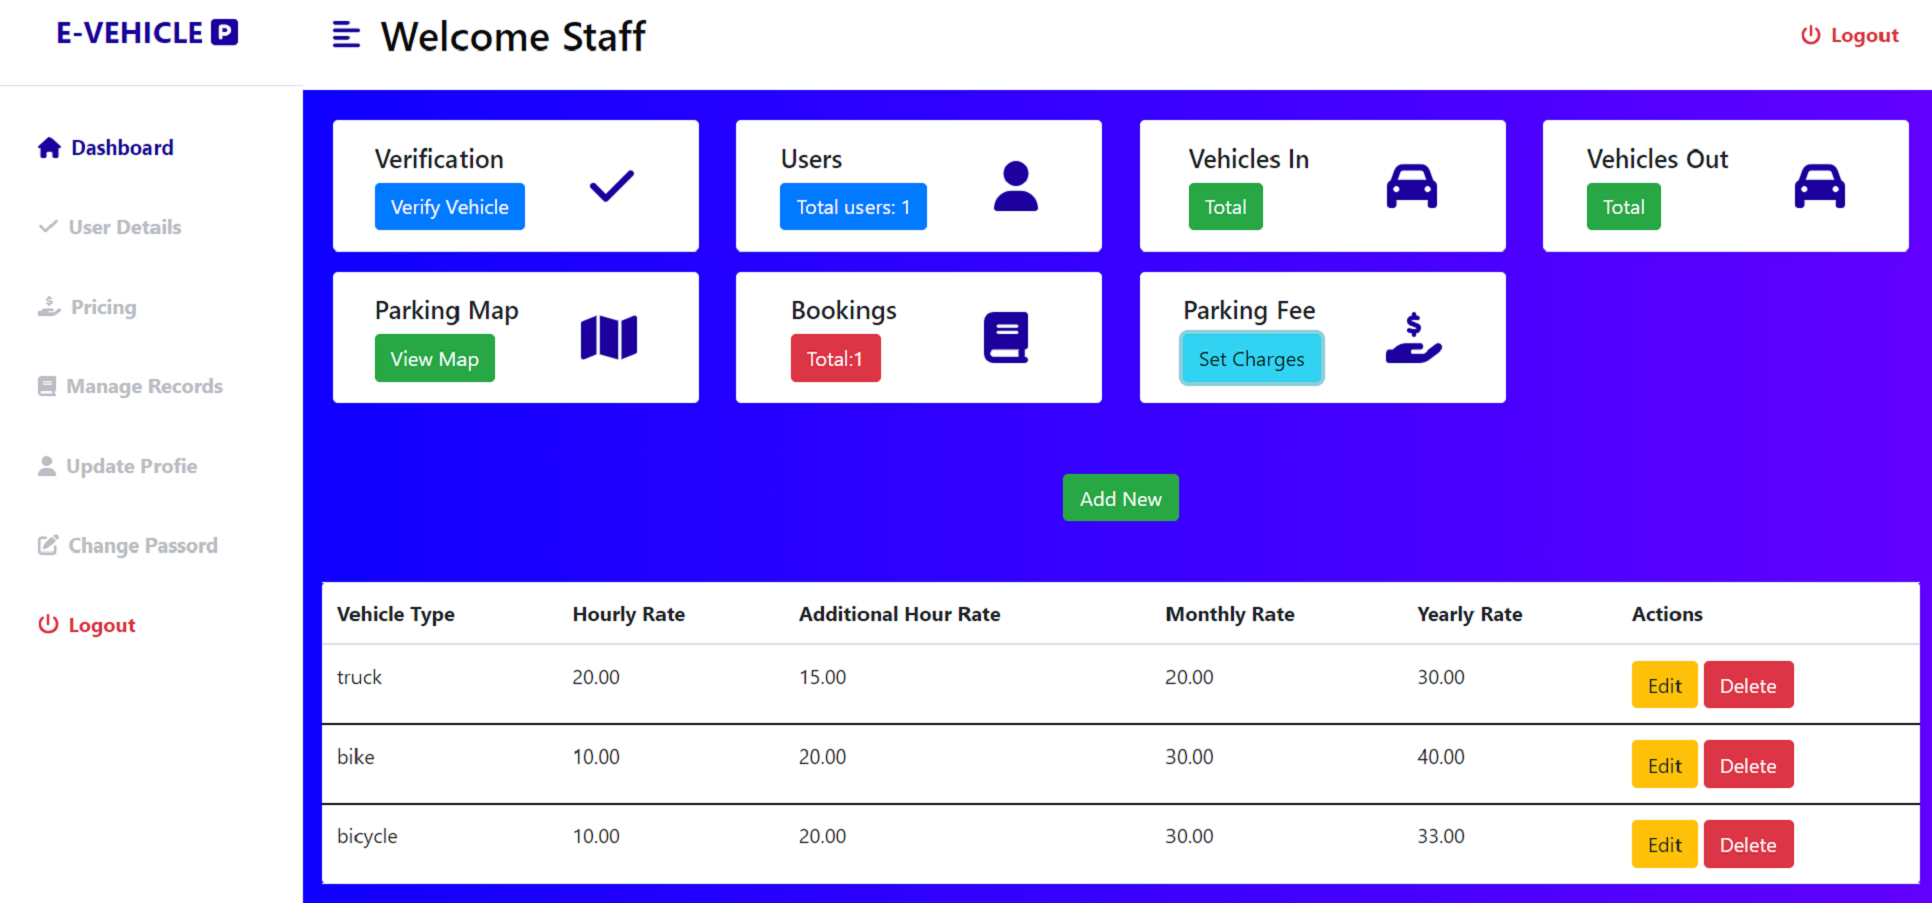 E-VEHICLE P
Welcome Staff
Logout
Dashboard
User Details
Pricing
Manage Records
Update Profie
Change Passord
Logout
Verification
Verify Vehicle
Users
Total users: 1
Vehicles In
Total
Vehicles Out
Total
Parking Map
View Map
Bookings
Total:1
Parking Fee
Set Charges
Add New
Vehicle Type Hourly Rate Additional Hour Rate Monthly Rate Yearly Rate Actions
truck 20.00 15.00 20.00 30.00 Edit Delete
bike 10.00 20.00 30.00 40.00 Edit Delete
bicycle 10.00 20.00 30.00 33.00 Edit Delete